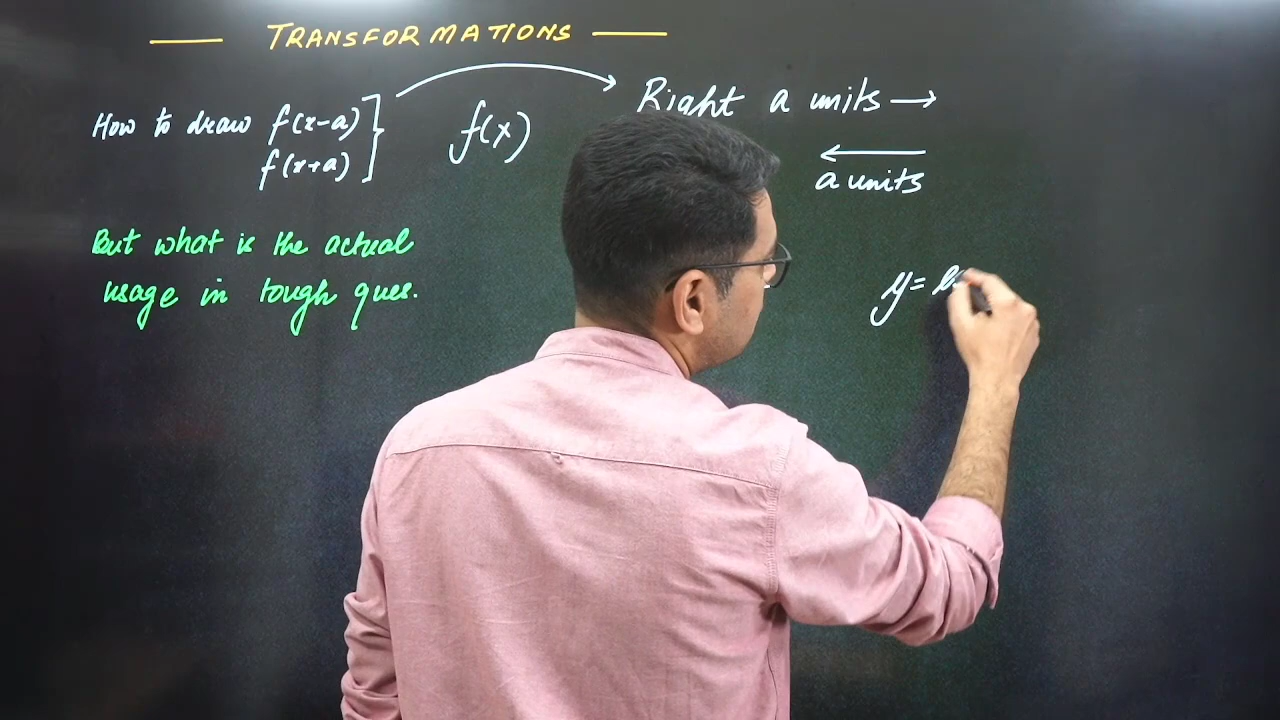 TRANSFORMATIONS
How to draw f(x-a)
f(x+a)
f(x)
Right a units
a units
But what is the actual
usage in tough ques.
y =